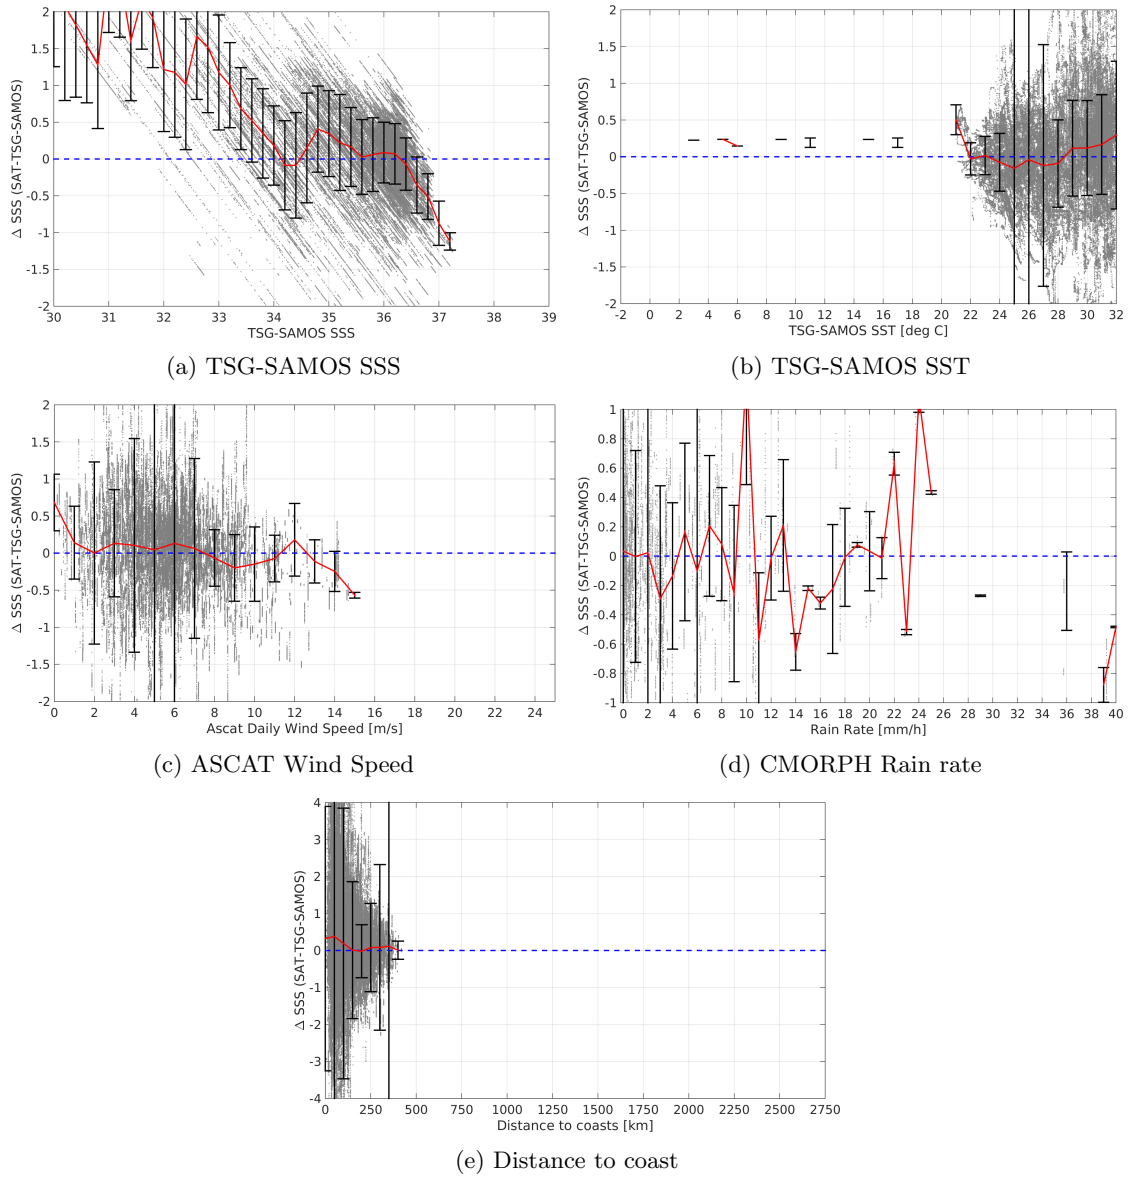 2
1.5
1
0.5
0
-0.5
-1
-1.5
-2
Δ SSS (SAT-TSG-SAMOS)
30 31 32 33 34 35 36 37 38 39
TSG-SAMOS SSS
(a) TSG-SAMOS SSS
2
1.5
1
0.5
0
-0.5
-1
-1.5
-2
Δ SSS (SAT-TSG-SAMOS)
-2 0 2 4 6 8 10 12 14 16 18 20 22 24 26 28 30 32
TSG-SAMOS SST [deg C]
(b) TSG-SAMOS SST
2
1.5
1
0.5
0
-0.5
-1
-1.5
-2
Δ SSS (SAT-TSG-SAMOS)
0 2 4 6 8 10 12 14 16 18 20 22 24
Ascat Daily Wind Speed [m/s]
(c) ASCAT Wind Speed
1
0.8
0.6
0.4
0.2
0
-0.2
-0.4
-0.6
-0.8
-1
Δ SSS (SAT-TSG-SAMOS)
0 2 4 6 8 10 12 14 16 18 20 22 24 26 28 30 32 34 36 38 40
Rain Rate [mm/h]
(d) CMORPH Rain rate
4
3
2
1
0
-1
-2
-3
-4
Δ SSS (SAT-TSG-SAMOS)
0 250 500 750 1000 1250 1500 1750 2000 2250 2500 2750
Distance to coasts [km]
(e) Distance to coast